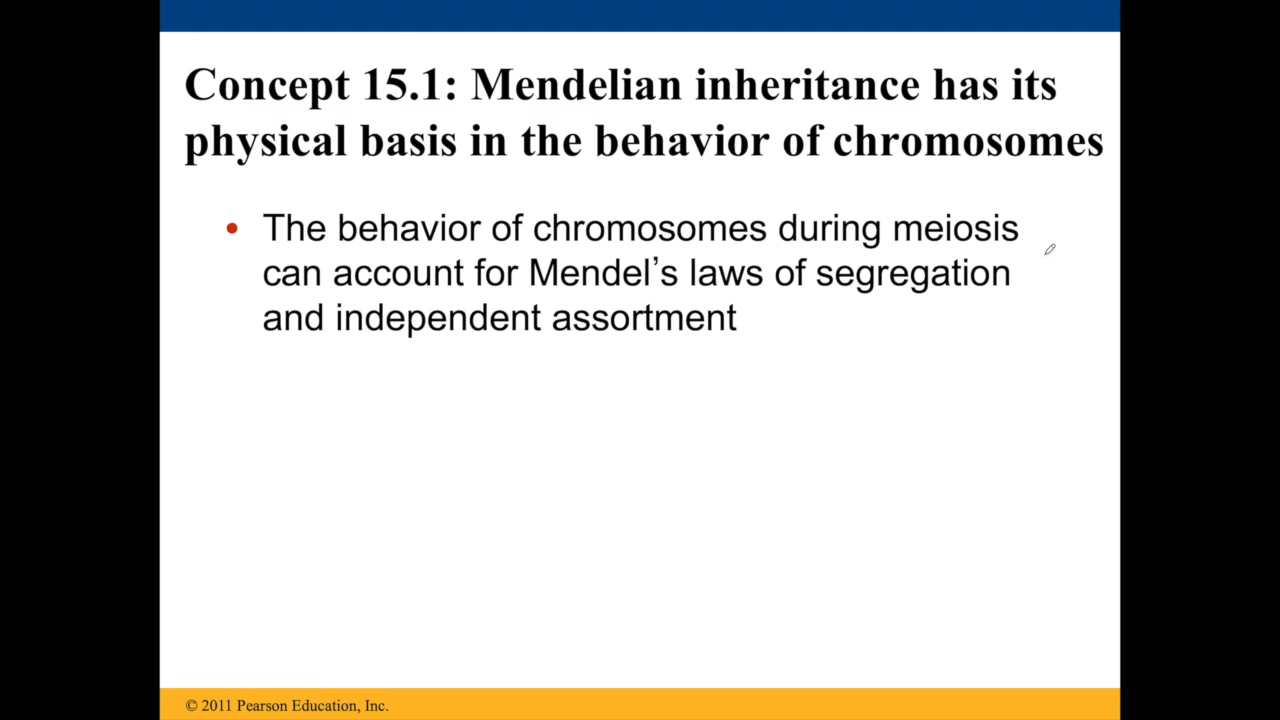 Concept 15.1: Mendelian inheritance has its
physical basis in the behavior of chromosomes
• The behavior of chromosomes during meiosis
can account for Mendel’s laws of segregation
and independent assortment
© 2011 Pearson Education, Inc.